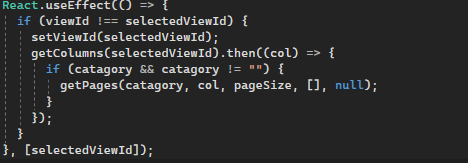 React.useEffect(() => {
if (viewId !== selectedViewId) {
setViewId(selectedViewId);
getColumns(selectedViewId).then((col) => {
if (catagory && catagory != "") {
getPages(catagory, col, pageSize, [], null);
}
});
}
}, [selectedViewId]);